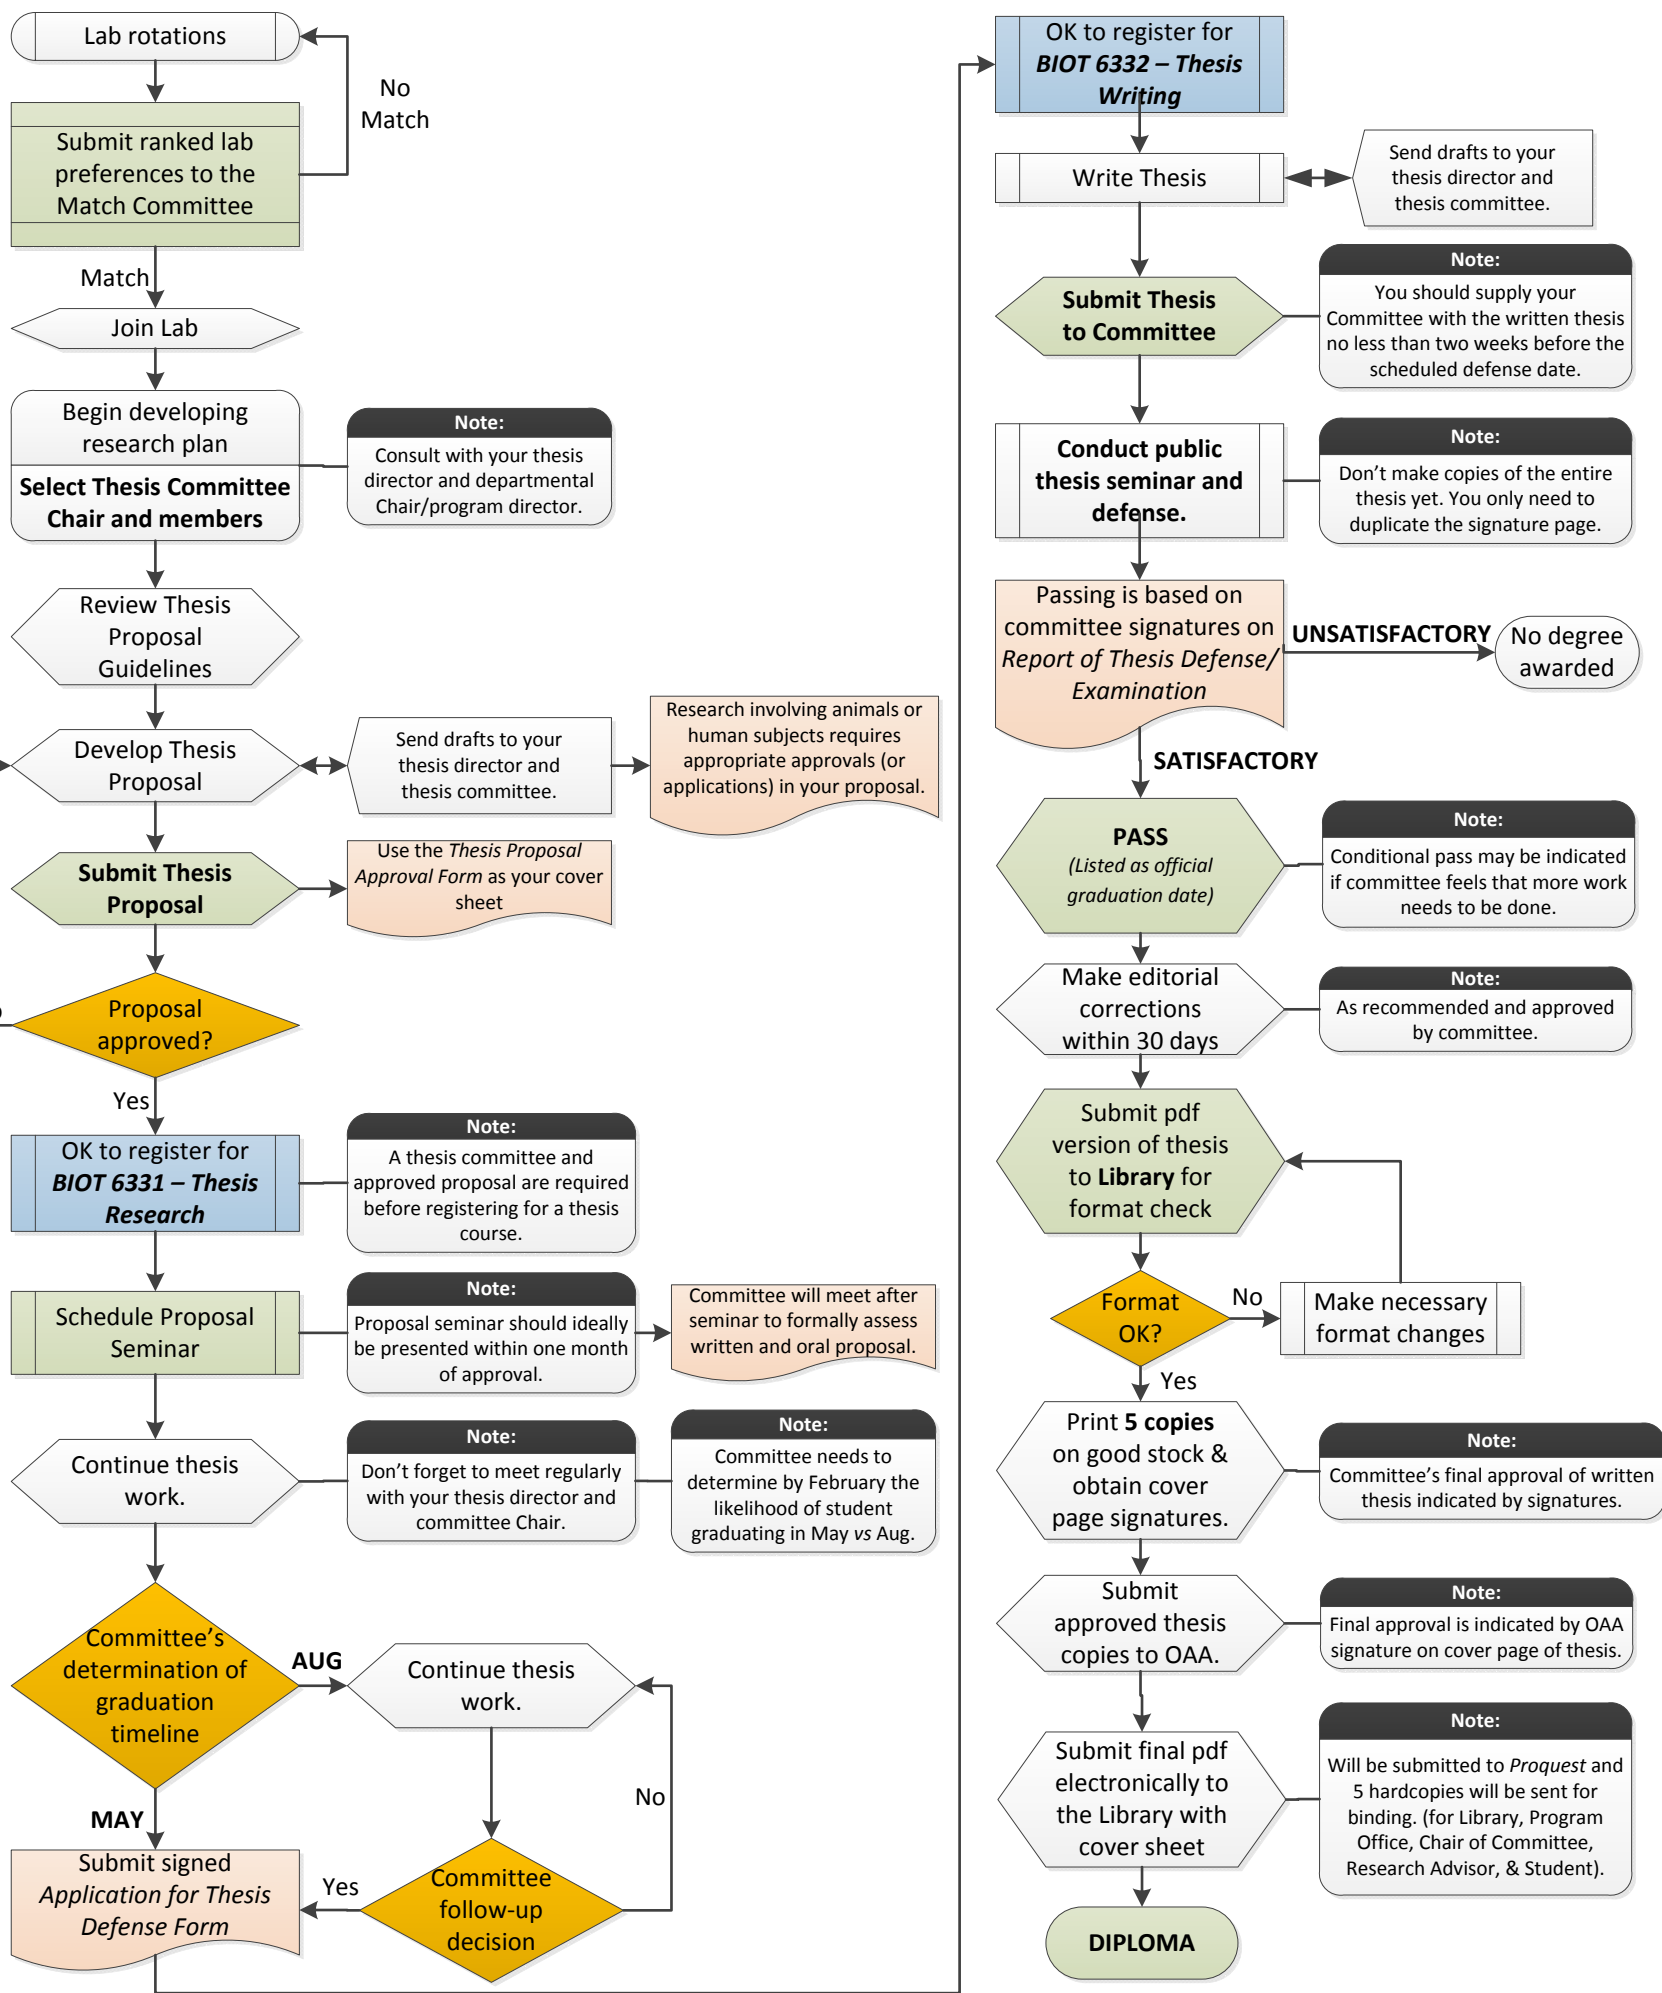 Lab rotations
No
Match
Submit ranked lab
preferences to the
Match Committee
Match
Join Lab
Begin developing
research plan
Select Thesis Committee
Chair and members
Note:
Consult with your thesis
director and departmental
Chair/program director.
Review Thesis
Proposal
Guidelines
Develop Thesis
Proposal
Send drafts to your
thesis director and
thesis committee.
Research involving animals or
human subjects requires
appropriate approvals (or
applications) in your proposal.
Submit Thesis
Proposal
Use the Thesis Proposal
Approval Form as your cover
sheet
Proposal
approved?
Yes
OK to register for
BIOT 6331 – Thesis
Research
Note:
A thesis committee and
approved proposal are required
before registering for a thesis
course.
Schedule Proposal
Seminar
Note:
Proposal seminar should ideally
be presented within one month
of approval.
Committee will meet after
seminar to formally assess
written and oral proposal.
Continue thesis
work.
Note:
Don't forget to meet regularly
with your thesis director and
committee Chair.
Note:
Committee needs to
determine by February the
likelihood of student
graduating in May vs Aug.
Committee's
determination of
graduation
timeline
AUG
Continue thesis
work.
No
MAY
Submit signed
Application for Thesis
Defense Form
Yes
Committee
follow-up
decision
OK to register for
BIOT 6332 – Thesis
Writing
Write Thesis
Send drafts to your
thesis director and
thesis committee.
Submit Thesis
to Committee
Note:
You should supply your
Committee with the written thesis
no less than two weeks before the
scheduled defense date.
Conduct public
thesis seminar and
defense.
Note:
Don't make copies of the entire
thesis yet. You only need to
duplicate the signature page.
Passing is based on
committee signatures on
Report of Thesis Defense/
Examination
UNSATISFACTORY
No degree
awarded
SATISFACTORY
PASS
(Listed as official
graduation date)
Note:
Conditional pass may be indicated
if committee feels that more work
needs to be done.
Make editorial
corrections
within 30 days
Note:
As recommended and approved
by committee.
Submit pdf
version of thesis
to Library for
format check
Format
OK?
No
Make necessary
format changes
Yes
Print 5 copies
on good stock &
obtain cover
page signatures.
Note:
Committee's final approval of written
thesis indicated by signatures.
Submit
approved thesis
copies to OAA.
Note:
Final approval is indicated by OAA
signature on cover page of thesis.
Submit final pdf
electronically to
the Library with
cover sheet
Note:
Will be submitted to Proquest and
5 hardcopies will be sent for
binding. (for Library, Program
Office, Chair of Committee,
Research Advisor, & Student).
DIPLOMA